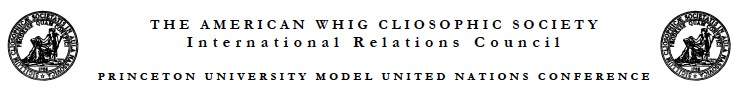 THE AMERICAN WHIG CLIOSOPHIC SOCIETY
International Relations Council
PRINCETON UNIVERSITY MODEL UNITED NATIONS CONFERENCE